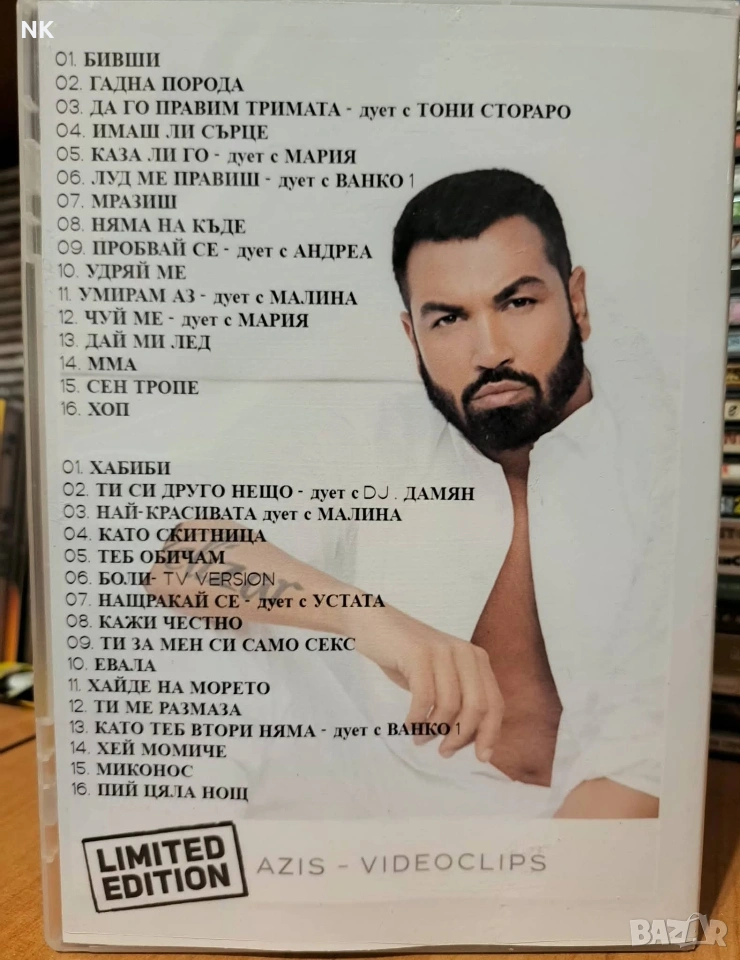 NK
01. БИВШИ
02. ГАДНА ПОРОДА
03. ДА ГО ПРАВИМ ТРИМАТА - дует с ТОНИ СТОРАРО
04. ИМАШ ЛИ СЪРЦЕ
05. КАЗА ЛИ ГО - дует с МАРИЯ
06. ЛУД МЕ ПРАВИШ - дует с ВАНКО 1
07. МРАЗИШ
08. НЯМА НА КЪДЕ
09. ПРОБВАЙ СЕ - дует с АНДРЕА
10. УДРЯЙ МЕ
11. УМИРАМ АЗ - дует с МАЛИНА
12. ЧУЙ МЕ - дует с МАРИЯ
13. ДАЙ МИ ЛЕД
14. ММА
15. СЕН ТРОПЕ
16. ХОП
01. ХАБИБИ
02. ТИ СИ ДРУГО НЕЩО - дует с DJ . ДАМЯН
03. НАЙ-КРАСИВАТА дует с МАЛИНА
04. КАТО СКИТНИЦА
05. ТЕБ ОБИЧАМ
06. БОЛИ- TV VERSION
07. НАЩРАКАЙ СЕ - дует с УСТАТА
08. КАЖИ ЧЕСТНО
09. ТИ ЗА МЕН СИ САМО СЕКС
10. ЕВАЛА
11. ХАЙДЕ НА МОРЕТО
12. ТИ МЕ РАЗМАЗА
13. КАТО ТЕБ ВТОРИ НЯМА - дует с ВАНКО 1
14. ХЕЙ МОМИЧЕ
15. МИКОНОС
16. ПИЙ ЦЯЛА НОЩ
LIMITED
EDITION
AZIS - VIDEOCLIPS
BAZAR